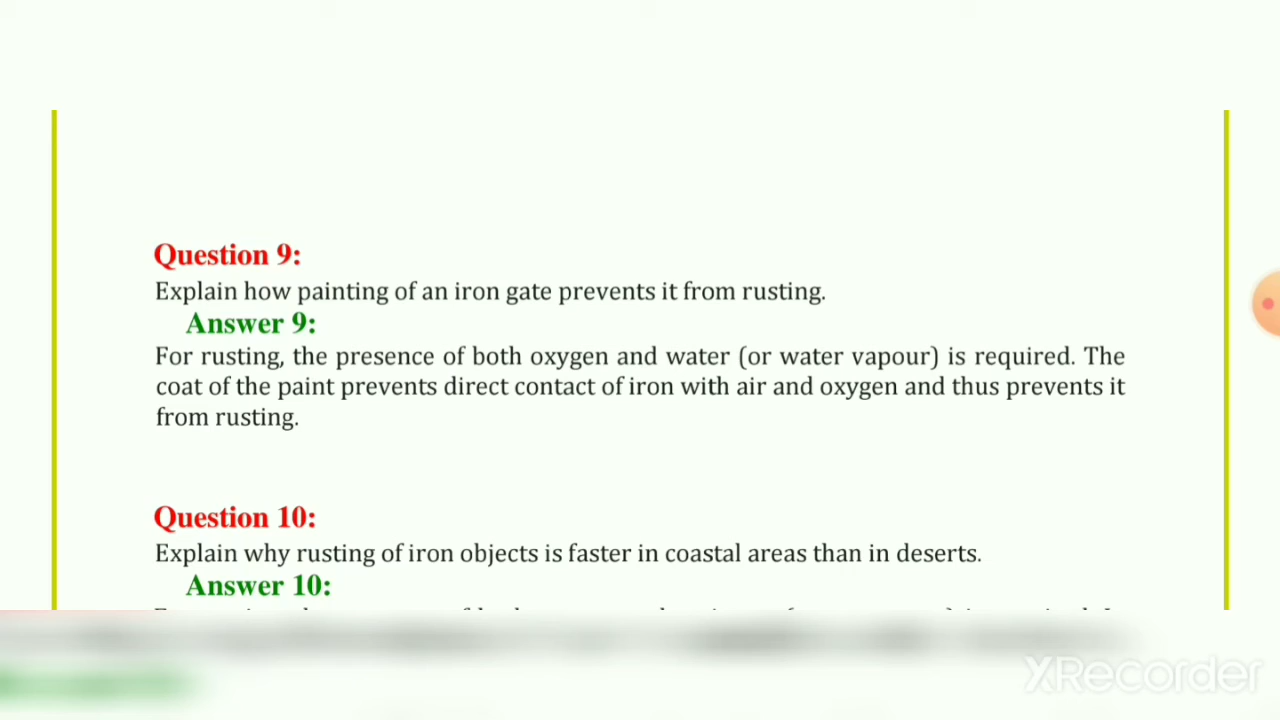 Question 9:
Explain how painting of an iron gate prevents it from rusting.
Answer 9:
For rusting, the presence of both oxygen and water (or water vapour) is required. The
coat of the paint prevents direct contact of iron with air and oxygen and thus prevents it
from rusting.
Question 10:
Explain why rusting of iron objects is faster in coastal areas than in deserts.
Answer 10:
XRecorder